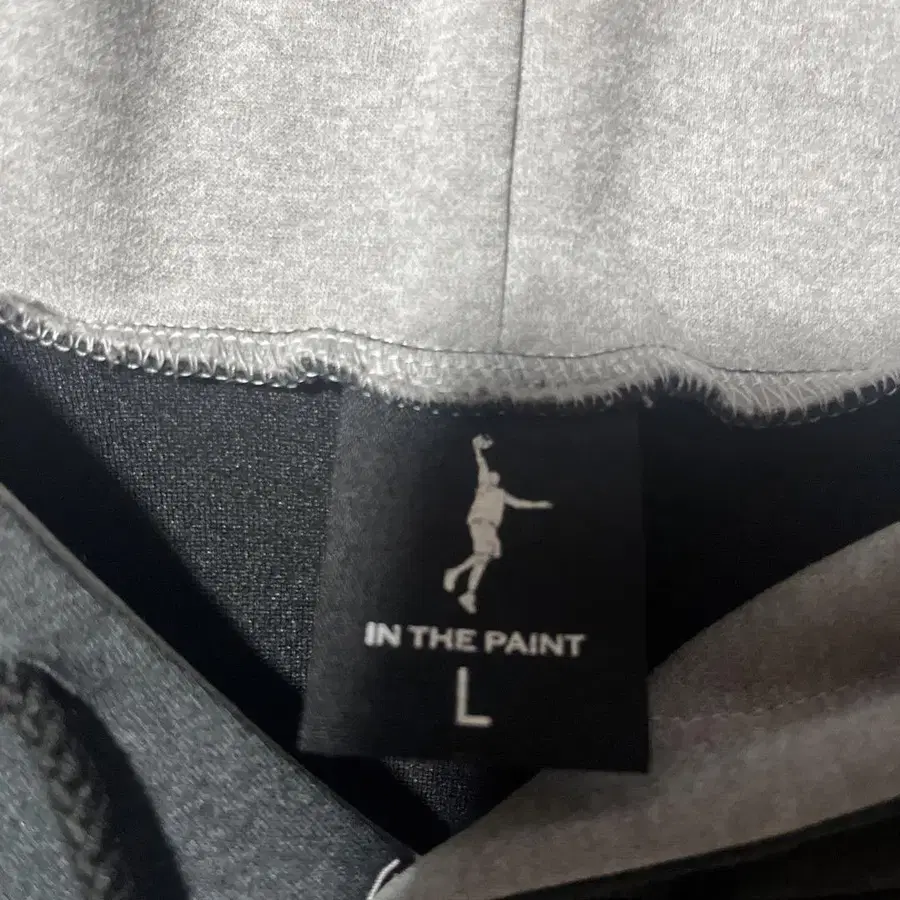 IN THE PAINT
L